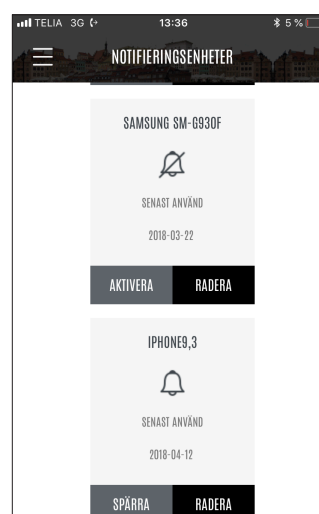 TELIA 3G 13:36 5 %
NOTIFIERINGSENHETER
SAMSUNG SM-G930F
SENAST ANVÄND
2018-03-22
AKTIVERA RADERA
IPHONE9,3
SENAST ANVÄND
2018-04-12
SPÄRRA RADERA